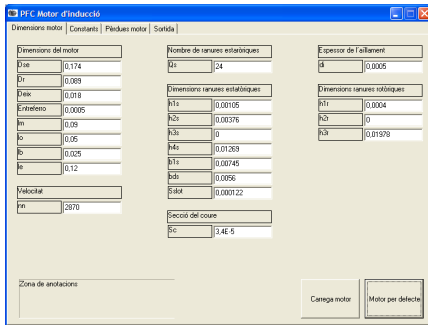 PFC Motor d'inducció
Dimensions motor Constants Pèrdues motor Sortida
Dimensions del motor
Dse 0,174
Dr 0,089
Deix 0,018
Entreferro 0,0005
lm 0,09
lo 0,05
lb 0,025
le 0,12
Velocitat
nn 2870
Nombre de ranures estatòriques
Qs 24
Dimensions ranures estatòriques
h1s 0,00105
h2s 0,00376
h3s 0
h4s 0,01269
b1s 0,00745
bds 0,0056
Sslot 0,000122
Secció del coure
Sc 3,4E-5
Espessor de l'aïllament
di 0,0005
Dimensions ranures rotòriques
h1r 0,0004
h2r 0
h3r 0,01978
Zona de anotacions
Carrega motor
Motor per defecte